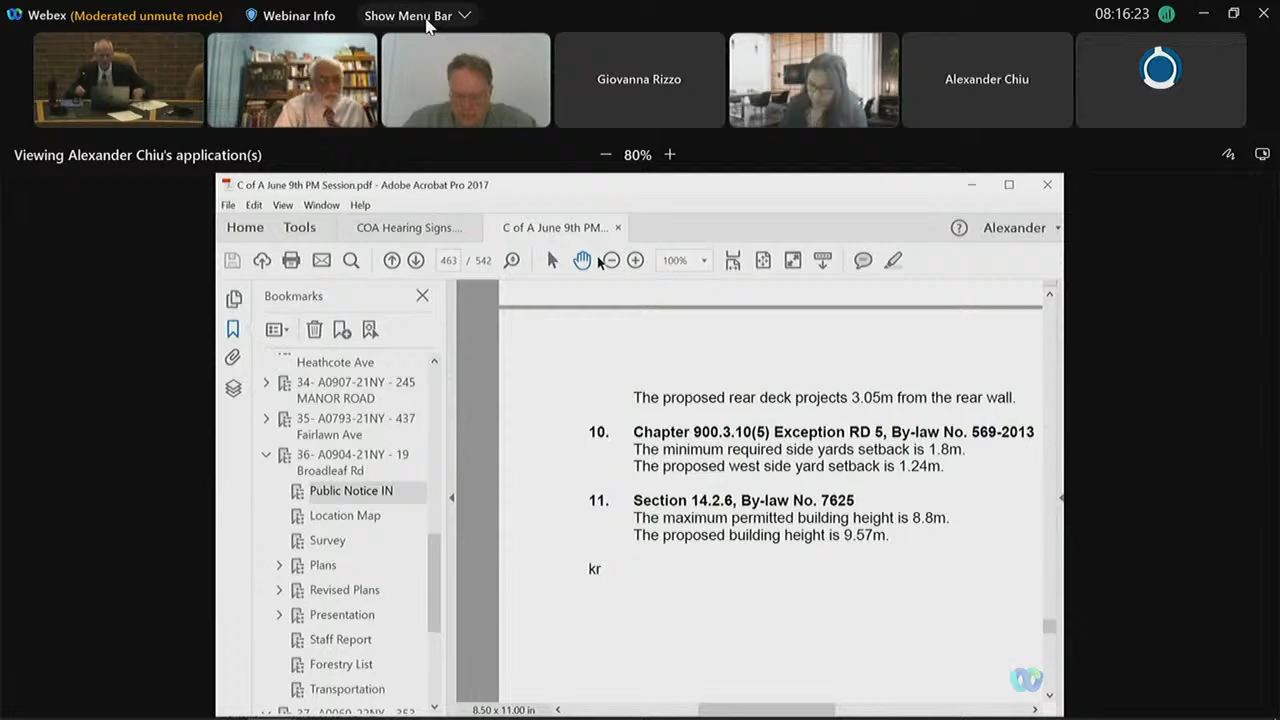 Webex (Moderated unmute mode) Webinar Info Show Menu Bar 08:16:23
Giovanna Rizzo
Alexander Chiu
Viewing Alexander Chiu's application(s) 80%
C of A June 9th PM Session.pdf - Adobe Acrobat Pro 2017
File Edit View Window Help
Home Tools COA Hearing Signs.... C of A June 9th PM... × Alexander
463 / 542 100%
Bookmarks
Heathcote Ave
34- A0907-21NY - 245
MANOR ROAD
35- A0793-21NY - 437
Fairlawn Ave
36- A0904-21NY - 19
Broadleaf Rd
Public Notice IN
Location Map
Survey
Plans
Revised Plans
Presentation
Staff Report
Forestry List
Transportation
37- A0060-22NY - 353
The proposed rear deck projects 3.05m from the rear wall.
10. Chapter 900.3.10(5) Exception RD 5, By-law No. 569-2013
The minimum required side yards setback is 1.8m.
The proposed west side yard setback is 1.24m.
11. Section 14.2.6, By-law No. 7625
The maximum permitted building height is 8.8m.
The proposed building height is 9.57m.
kr
8.50 x 11.00 in